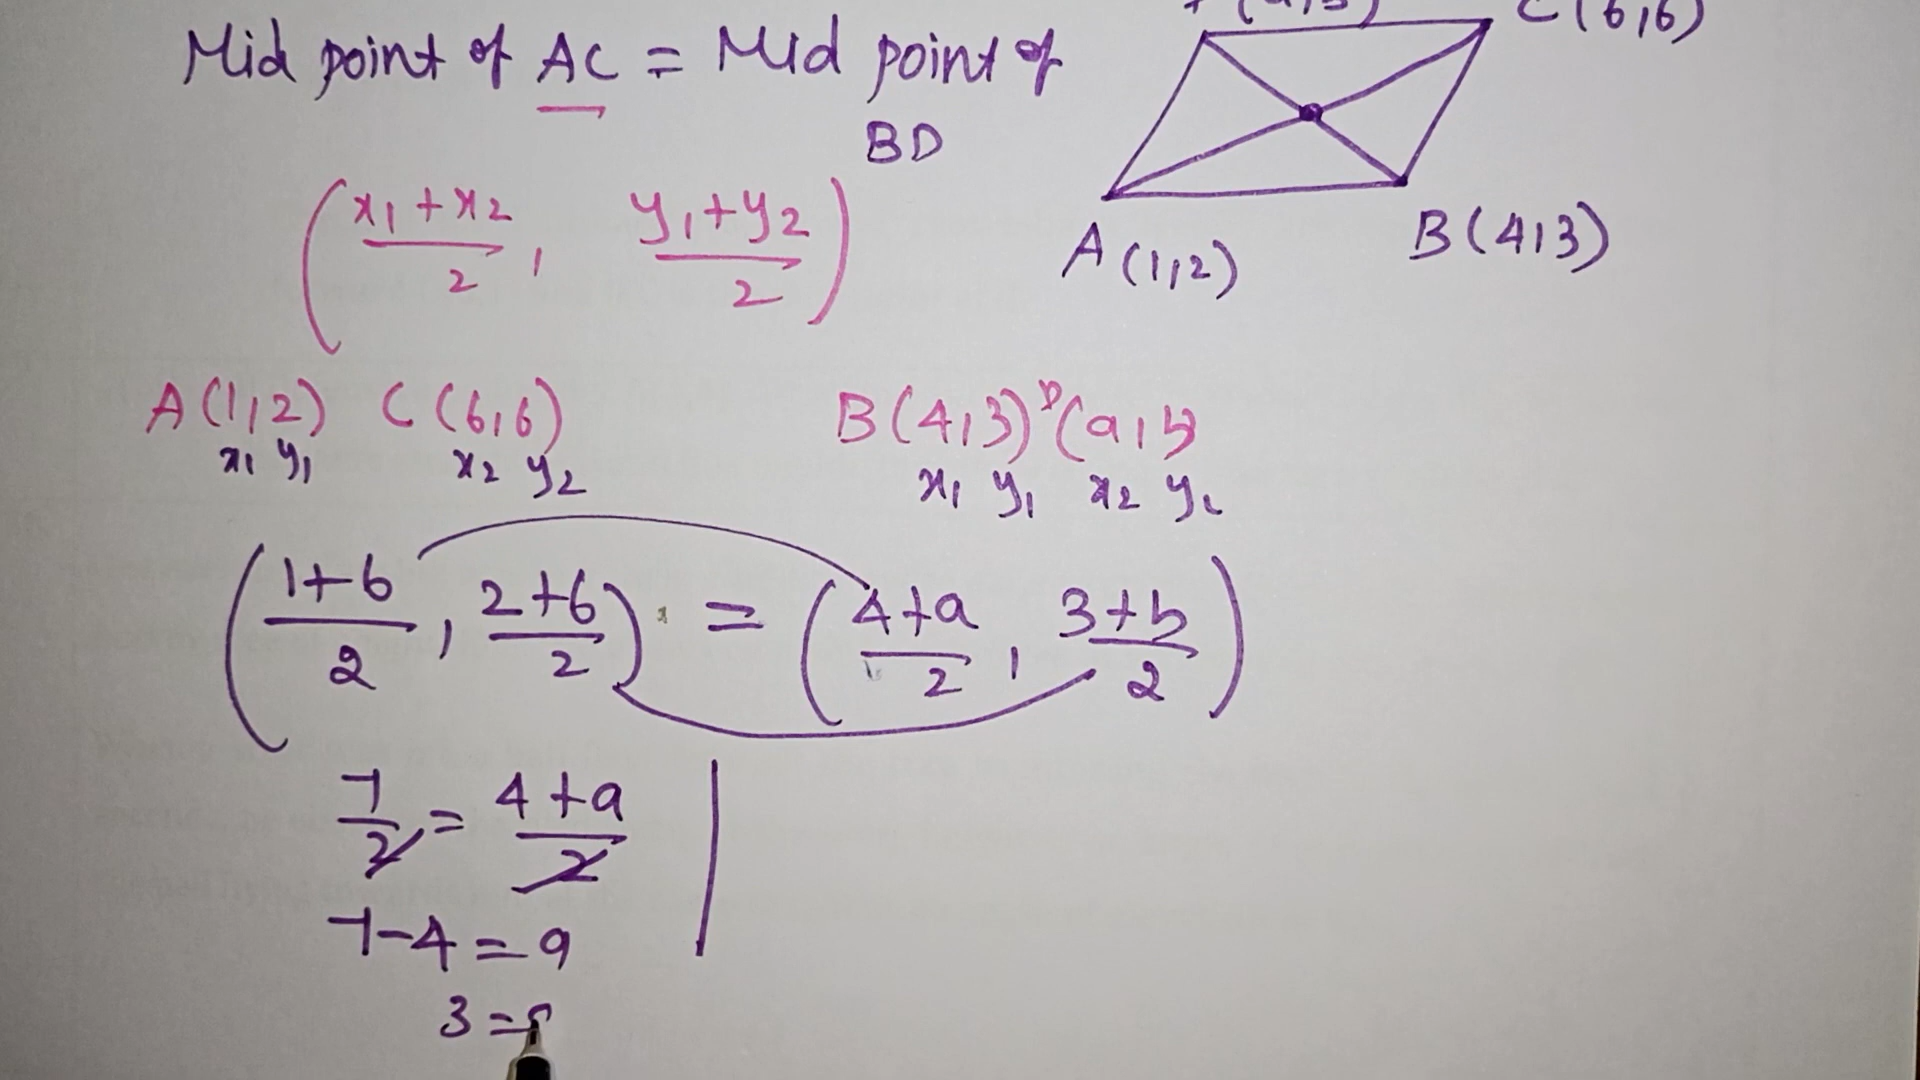 Mid point of AC = Mid point of
BD
C(6,6)
A(1,2)
B(4,3)
(x₁+x₂/2, y₁+y₂/2)
A(1,2) C(6,6) B(4,3) D(a,b
x₁ y₁ x₂ y₂ x₁ y₁ x₂ y₂
(1+6/2, 2+6/2) = (4+a/2, 3+b/2)
7/2 = 4+a/2
7-4=a
3=